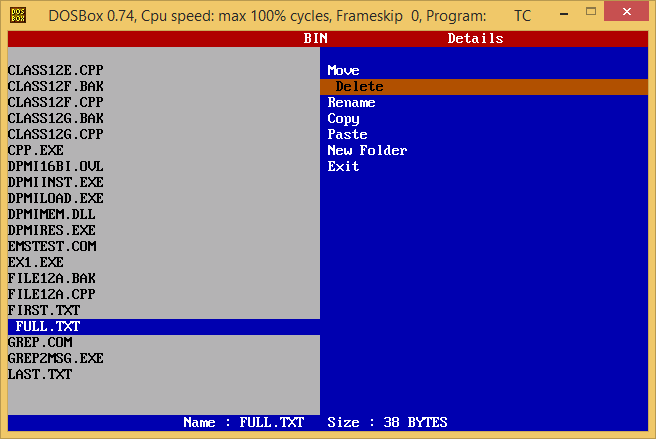 DOS
BOX
DOSBox 0.74, Cpu speed: max 100% cycles, Frameskip 0, Program: TC
BIN Details
CLASS12E.CPP
CLASS12F.BAK
CLASS12F.CPP
CLASS12G.BAK
CLASS12G.CPP
CPP.EXE
DPMI16BI.OVL
DPMIINST.EXE
DPMILOAD.EXE
DPMIMEM.DLL
DPMIRES.EXE
EMSTEST.COM
EX1.EXE
FILE12A.BAK
FILE12A.CPP
FIRST.TXT
FULL.TXT
GREP.COM
GREP2MSG.EXE
LAST.TXT
Move
Delete
Rename
Copy
Paste
New Folder
Exit
Name : FULL.TXT Size : 38 BYTES